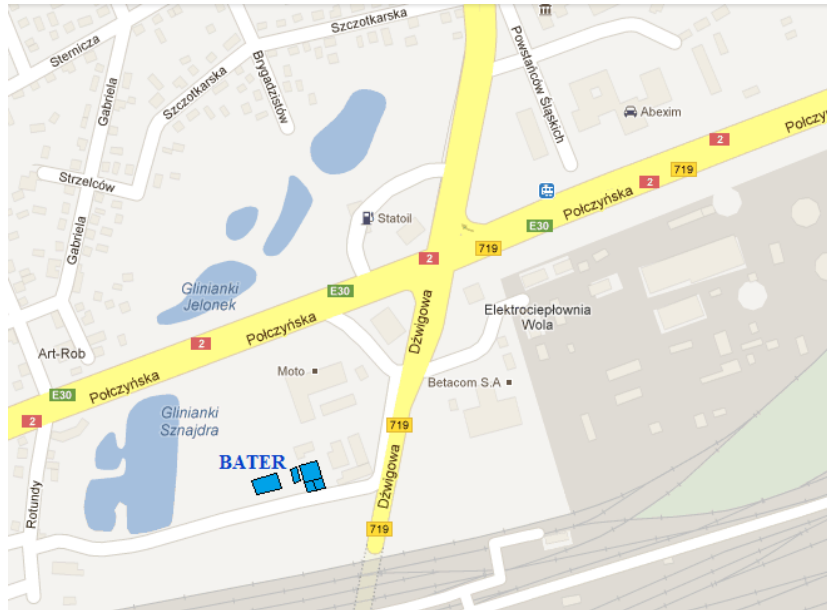 Szczotkarska
Sternicza
Gabriela
Szczotkarska
Brygadzistów
Powstańców Śląskich
Abexim
Połczyńska
2
719
2
Strzelców
Połczyńska
E30
Statoil
719
2
Gabriela
Glinianki
Jelonek
E30
Elektrociepłownia
Wola
Połczyńska
Dźwigowa
2
Art-Rob
Moto
Betacom S.A
Połczyńska
E30
2
Glinianki
Sznajdra
719
BATER
Dźwigowa
Rotundy
719